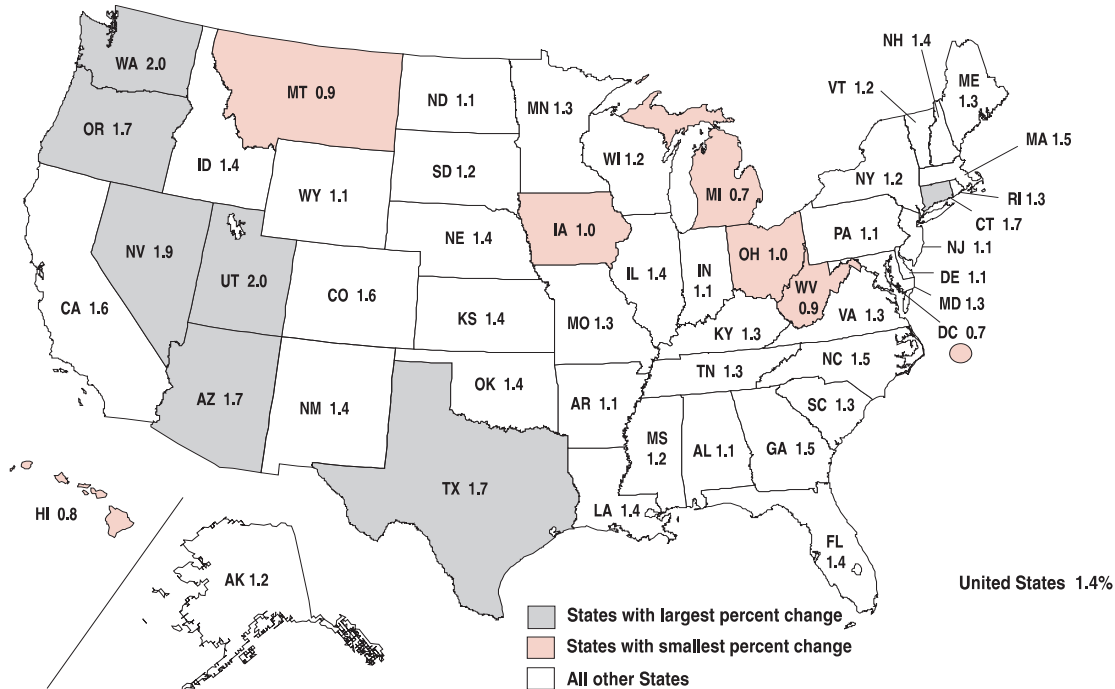 NH 1.4
WA 2.0
ME
1.3
VT 1.2
MT 0.9
ND 1.1
MN 1.3
OR 1.7
MA 1.5
ID 1.4
WI 1.2
SD 1.2
NY 1.2
MI 0.7
RI 1.3
WY 1.1
CT 1.7
IA 1.0
NE 1.4
PA 1.1
NJ 1.1
NV 1.9
OH 1.0
IL 1.4
IN
1.1
UT 2.0
DE 1.1
WV
0.9
CO 1.6
MD 1.3
CA 1.6
KS 1.4
MO 1.3
VA 1.3
KY 1.3
DC 0.7
NC 1.5
TN 1.3
OK 1.4
AZ 1.7
NM 1.4
AR 1.1
SC 1.3
MS
1.2
AL 1.1
GA 1.5
TX 1.7
HI 0.8
LA 1.4
FL
1.4
AK 1.2
United States 1.4%
States with largest percent change
States with smallest percent change
All other States